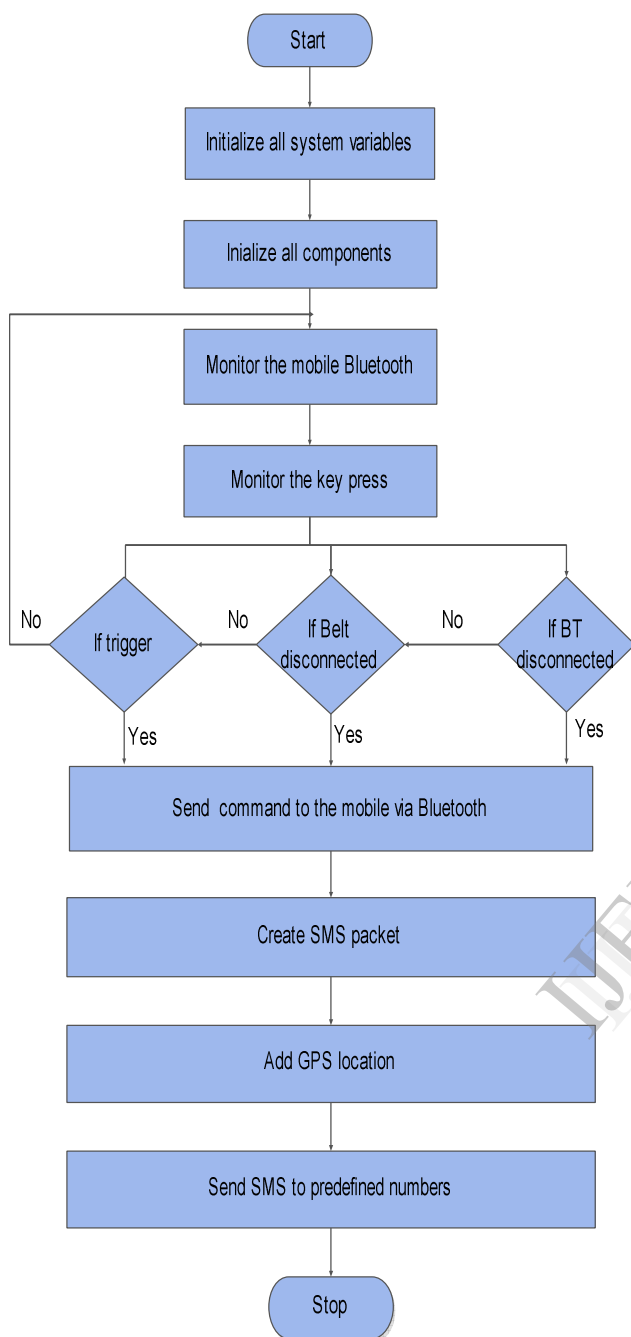 Start
Initialize all system variables
Inialize all components
Monitor the mobile Bluetooth
Monitor the key press
No
If trigger
No
If Belt
disconnected
No
If BT
disconnected
Yes
Yes
Yes
Send command to the mobile via Bluetooth
Create SMS packet
Add GPS location
Send SMS to predefined numbers
Stop